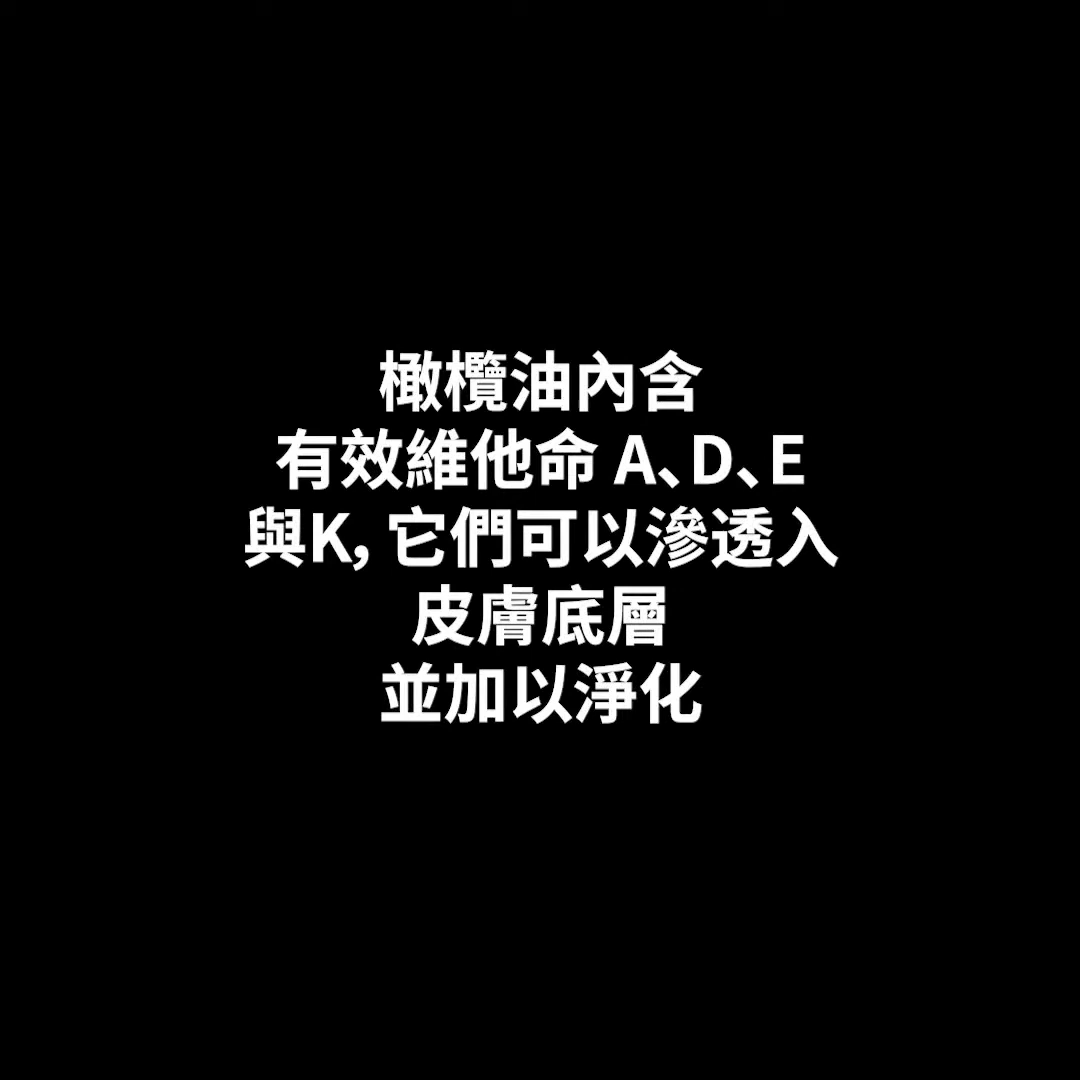 橄欖油內含
有效維他命 A、D、E
與K, 它們可以滲透入
皮膚底層
並加以淨化